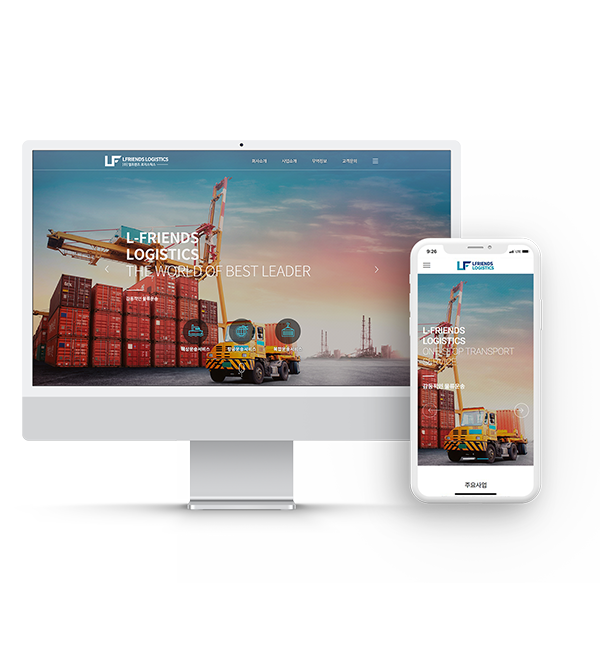 LF LFRIENDS LOGISTICS
(주) 엘프렌즈 로지스틱스
회사소개 사업소개 무역정보 고객문의
L-FRIENDS
LOGISTICS
THE WORLD OF BEST LEADER
감동적인 물류운송
해상운송서비스 항공운송서비스 복합운송서비스
9:26
LTE
LF LFRIENDS
LOGISTICS
L-FRIENDS
LOGISTICS
ONE-STOP TRANSPORT
감동적인 물류운송
주요사업